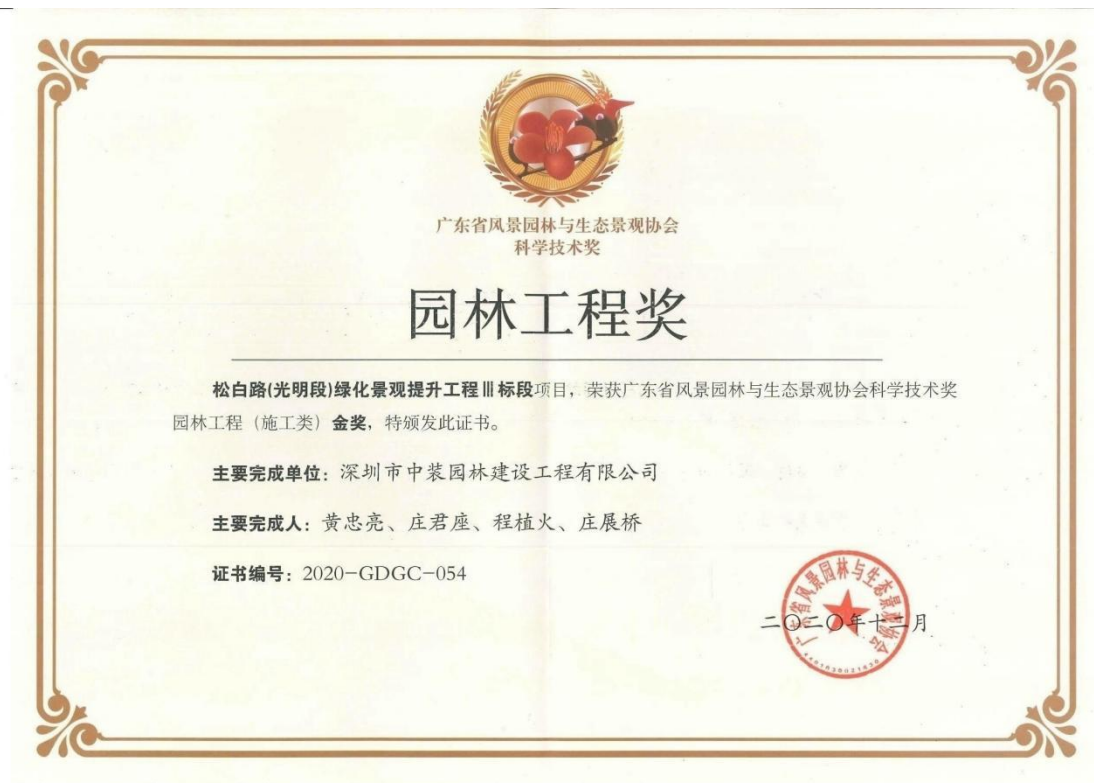 广东省风景园林与生态景观协会
科学技术奖
园林工程奖
松白路(光明段)绿化景观提升工程Ⅲ标段项目，荣获广东省风景园林与生态景观协会科学技术奖
园林工程（施工类）金奖，特颁发此证书。
主要完成单位：深圳市中装园林建设工程有限公司
主要完成人：黄忠亮、庄君座、程植火、庄展桥
证书编号：2020-GDGC-054
二〇二〇年十二月
广东省风景园林与生态景观协会